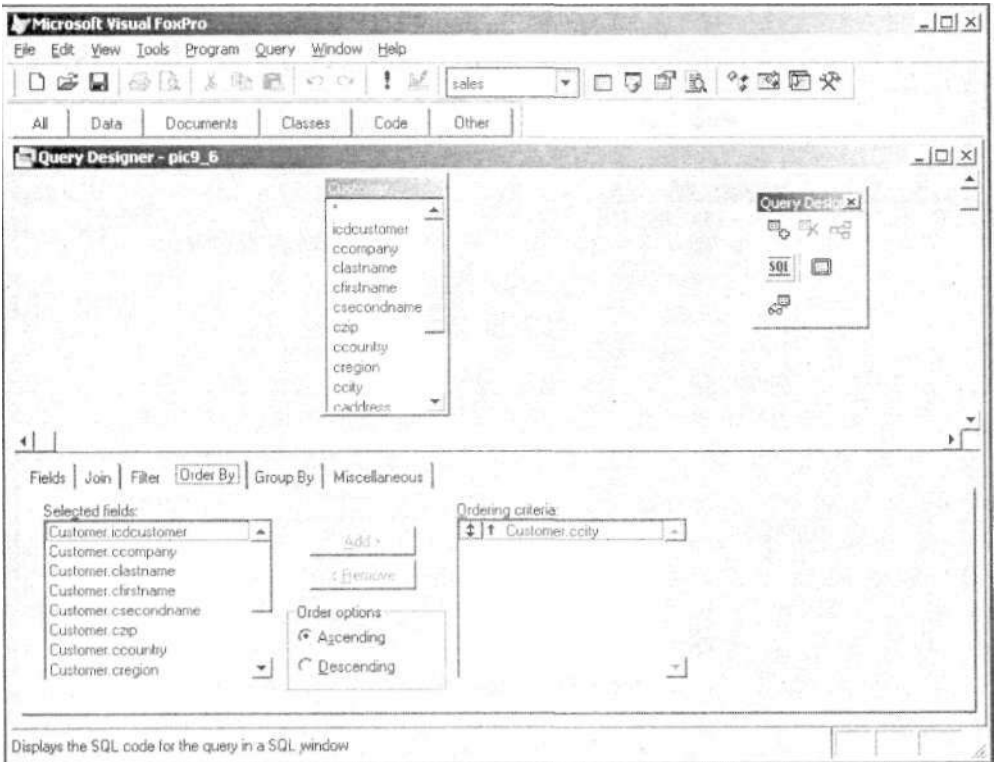 Microsoft Visual FoxPro
File Edit View Tools Program Query Window Help
sales
All Data Documents Classes Code Other
Query Designer - pic9_6
Customer
*
icdcustomer
ccompany
clastname
cfirstname
csecondname
czip
ccountry
cregion
ccity
caddress
Query Desig
SQL
Fields Join Filter Order By Group By Miscellaneous
Selected fields:
Customer.icdcustomer
Customer.ccompany
Customer.clastname
Customer.cfirstname
Customer.csecondname
Customer.czip
Customer.ccountry
Customer.cregion
Add >
< Remove
Order options
Ascending
Descending
Ordering criteria:
Customer.ccity
Displays the SQL code for the query in a SQL window